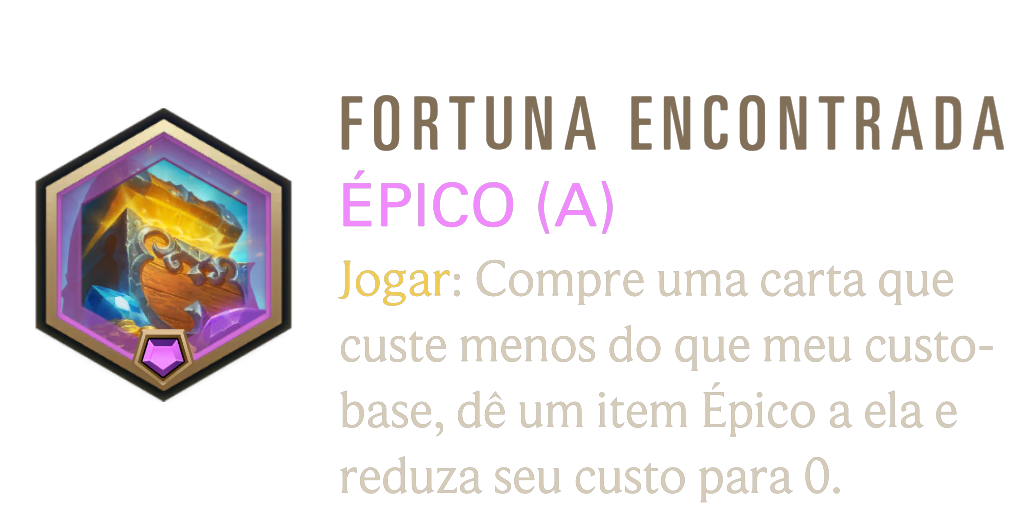 FORTUNA ENCONTRADA
ÉPICO (A)
Jogar: Compre uma carta que
custe menos do que meu custo-
base, dê um item Épico a ela e
reduza seu custo para 0.